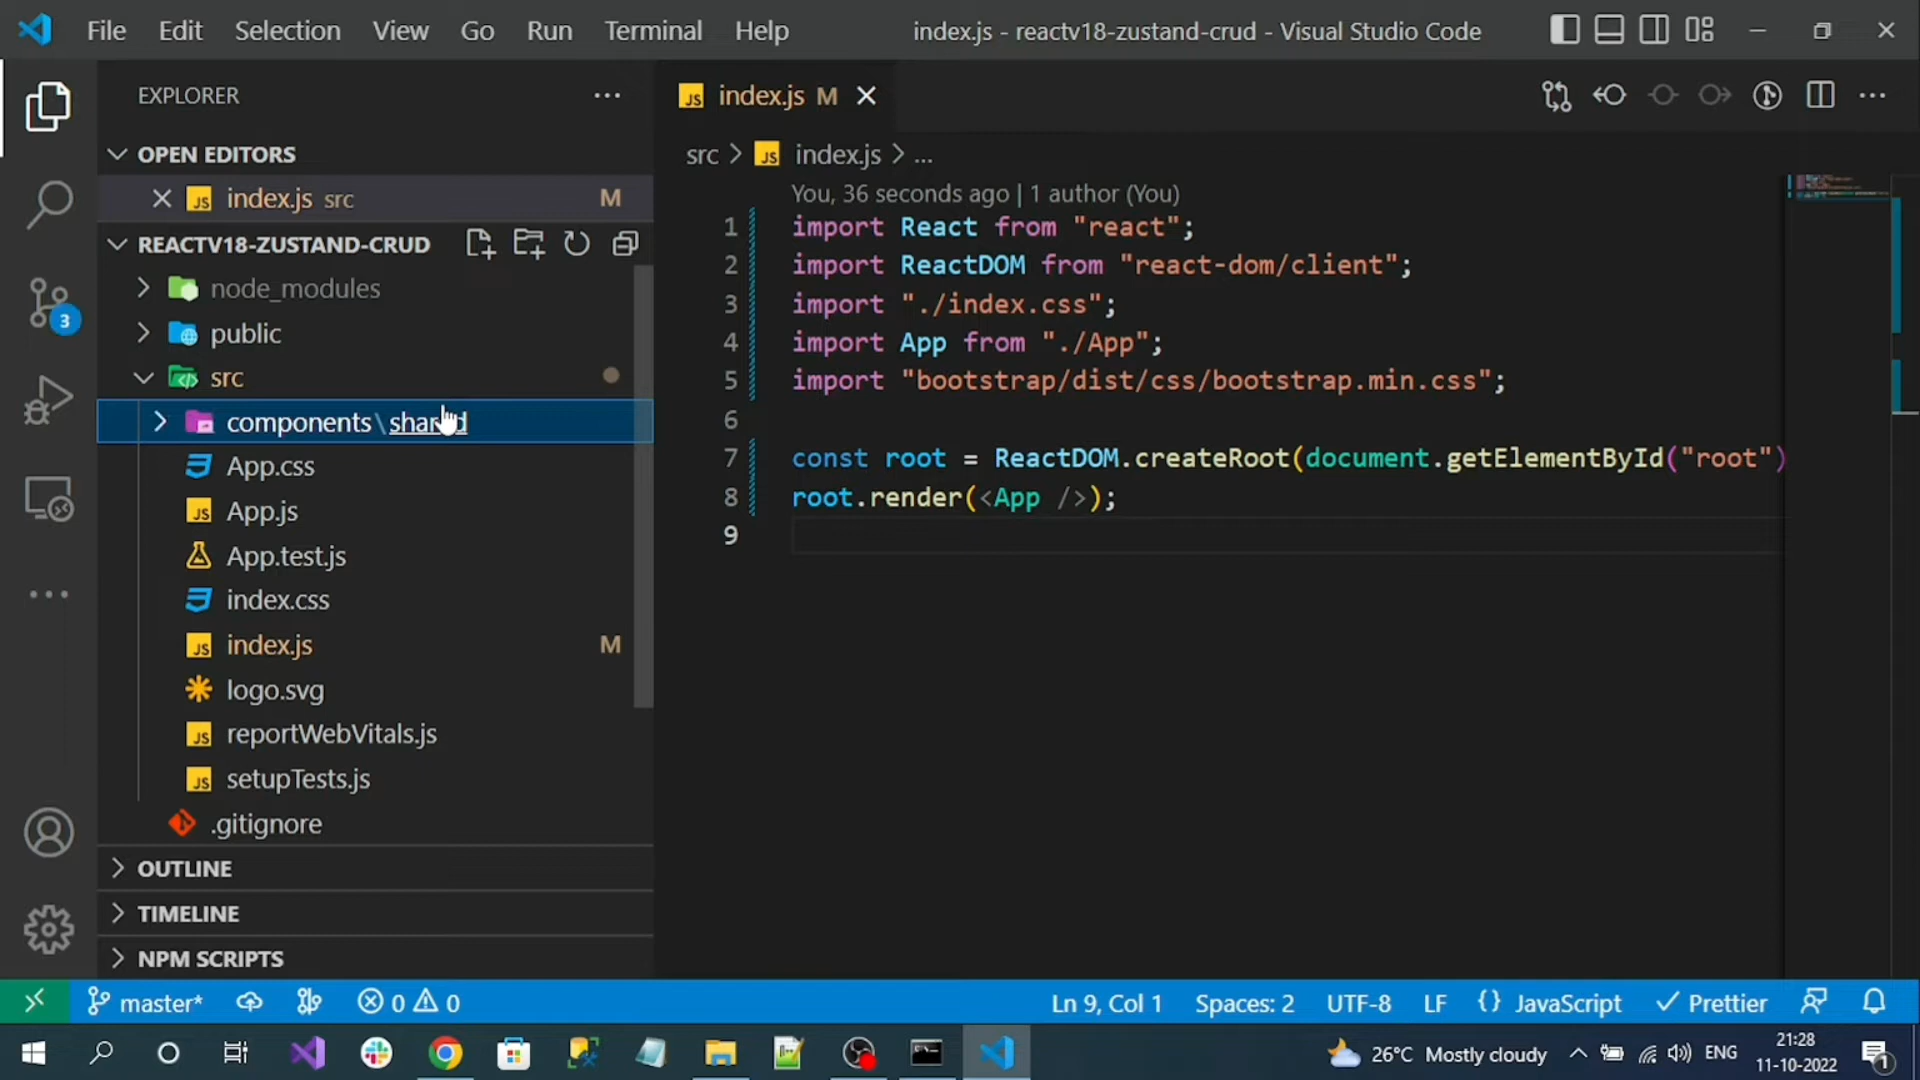 File Edit Selection View Go Run Terminal Help index.js - reactv18-zustand-crud - Visual Studio Code
EXPLORER
OPEN EDITORS
index.js src M
REACTV18-ZUSTAND-CRUD
node_modules
public
src
components\shared
App.css
App.js
App.test.js
index.css
index.js M
logo.svg
reportWebVitals.js
setupTests.js
.gitignore
OUTLINE
TIMELINE
NPM SCRIPTS
3
index.js M
src > index.js > ...
You, 36 seconds ago | 1 author (You)
1 import React from "react";
2 import ReactDOM from "react-dom/client";
3 import "./index.css";
4 import App from "./App";
5 import "bootstrap/dist/css/bootstrap.min.css";
6
7 const root = ReactDOM.createRoot(document.getElementById("root")
8 root.render(<App />);
9
master* 0 0 Ln 9, Col 1 Spaces: 2 UTF-8 LF {} JavaScript Prettier
26°C Mostly cloudy ENG 21:28
11-10-2022
1